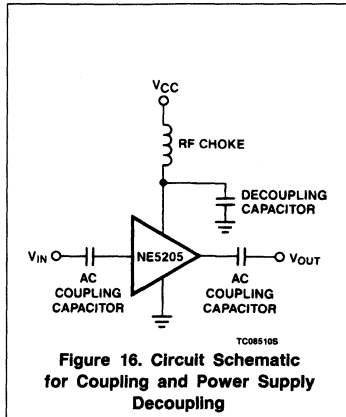 VCC
RF CHOKE
DECOUPLING
CAPACITOR
VIN
NE5205
VOUT
AC
COUPLING
CAPACITOR
AC
COUPLING
CAPACITOR
TC08510S
Figure 16. Circuit Schematic
for Coupling and Power Supply
Decoupling